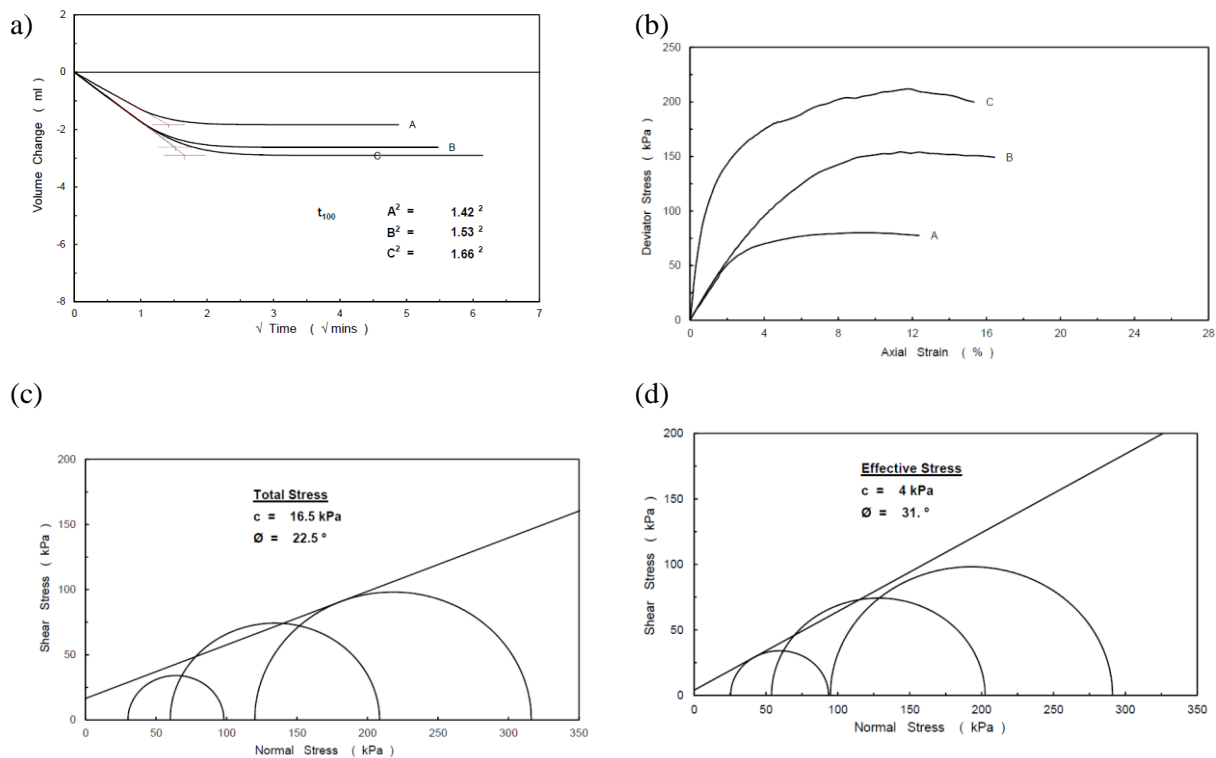 a)
2
0
-2
-4
-6
-8
Volume Change ( ml )
A
B
C
t100 A² = 1.42 ²
B² = 1.53 ²
C² = 1.66 ²
0 1 2 3 4 5 6 7
√ Time ( √mins )
(b)
250
200
150
100
50
0
Deviator Stress ( kPa )
C
B
A
0 4 8 12 16 20 24 28
Axial Strain ( % )
(c)
200
150
100
50
0
Shear Stress ( kPa )
Total Stress
c = 16.5 kPa
Ø = 22.5 º
0 50 100 150 200 250 300 350
Normal Stress ( kPa )
(d)
200
150
100
50
0
Shear Stress ( kPa )
Effective Stress
c = 4 kPa
Ø = 31. º
0 50 100 150 200 250 300 350
Normal Stress ( kPa )